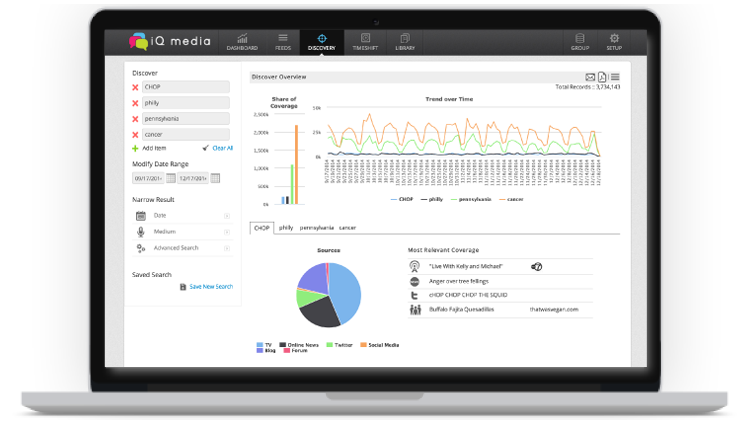 iQ media
DASHBOARD
FEEDS
DISCOVERY
TIMESHIFT
LIBRARY
GROUP
SETUP
Discover
CHOP
philly
pennsylvania
cancer
Add Item
Clear All
Modify Date Range
09/17/201
12/17/201
Narrow Result
Date
Medium
Advanced Search
Saved Search
Save New Search
Discover Overview
Total Records : 3,734,143
Share of
Coverage
2,500k
2,000k
1,500k
1,000k
500k
0k
Trend over Time
50k
25k
0k
CHOP philly pennsylvania cancer
CHOP philly pennsylvania cancer
Sources
TV Online News Twitter Social Media
Blog Forum
Most Relevant Coverage
"Live With Kelly and Michael"
Anger over tree fellings
cHOP CHOP CHOP THE SQUID
Buffalo Fajita Quesadillas thatwasvegan.com